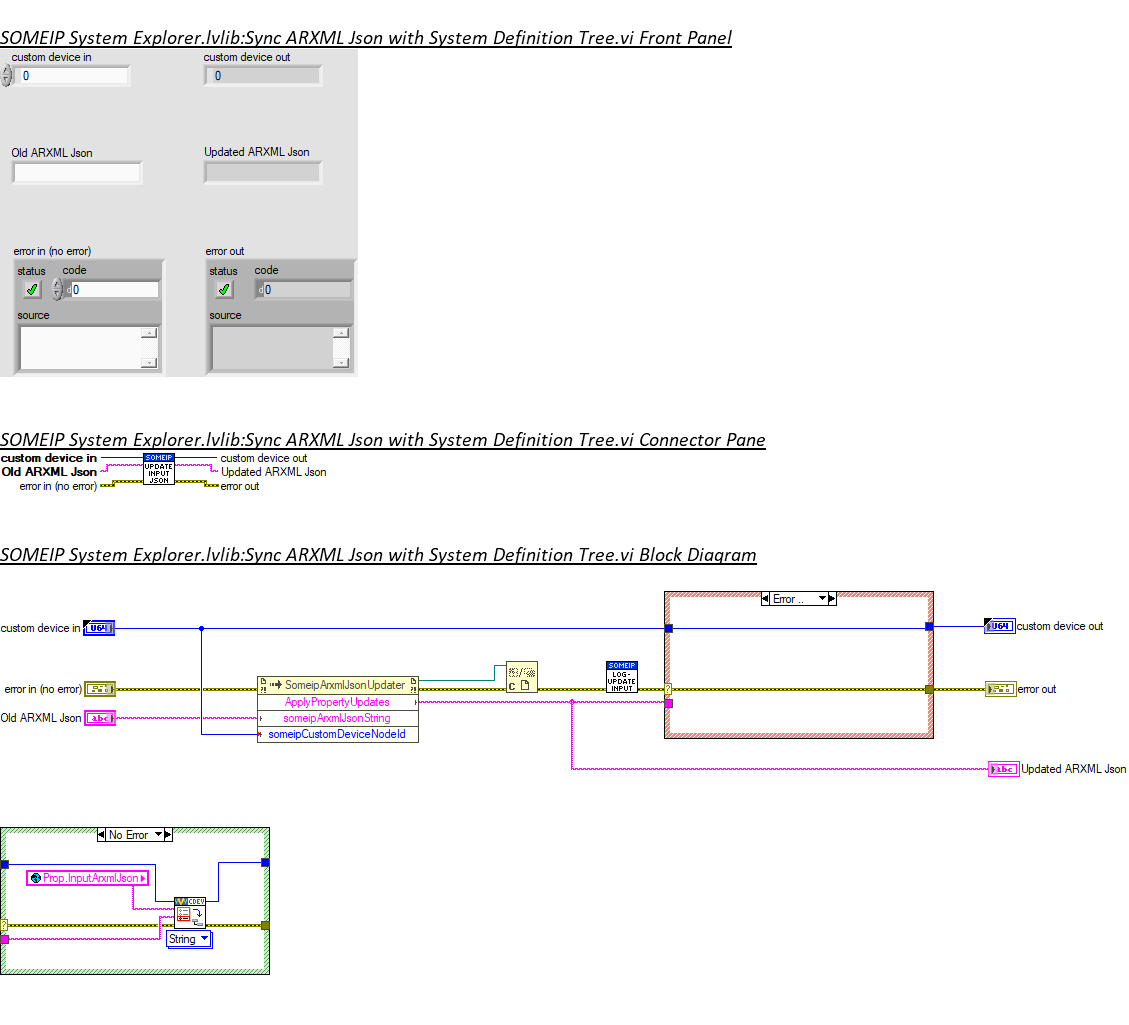 SOMEIP System Explorer.lvlib:Sync ARXML Json with System Definition Tree.vi Front Panel
custom device in
custom device out
0
0
Old ARXML Json
Updated ARXML Json
error in (no error)
error out
status code
status code
d 0
d 0
source
source
SOMEIP System Explorer.lvlib:Sync ARXML Json with System Definition Tree.vi Connector Pane
custom device in
Old ARXML Json
error in (no error)
SOMEIP
UPDATE
INPUT
JSON
custom device out
Updated ARXML Json
error out
SOMEIP System Explorer.lvlib:Sync ARXML Json with System Definition Tree.vi Block Diagram
Error ..
custom device in
U64
U64
custom device out
error in (no error)
SomeipArxmlJsonUpdater
ApplyPropertyUpdates
someipArxmlJsonString
someipCustomDeviceNodeId
C
SOMEIP
LOG-
UPDATE
INPUT
?
error out
Old ARXML Json
abc
abc
Updated ARXML Json
No Error
Prop.InputArxmlJson
CDEV
?
String